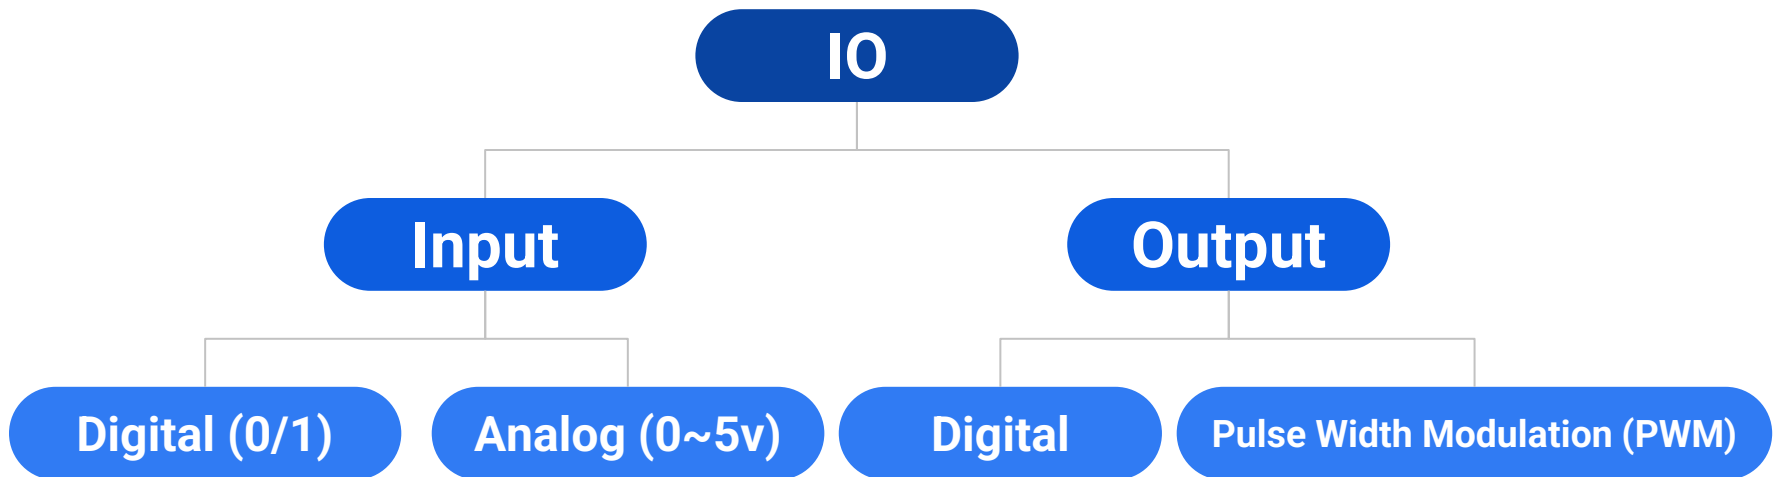 IO
Input
Output
Digital (0/1)
Analog (0~5v)
Digital
Pulse Width Modulation (PWM)